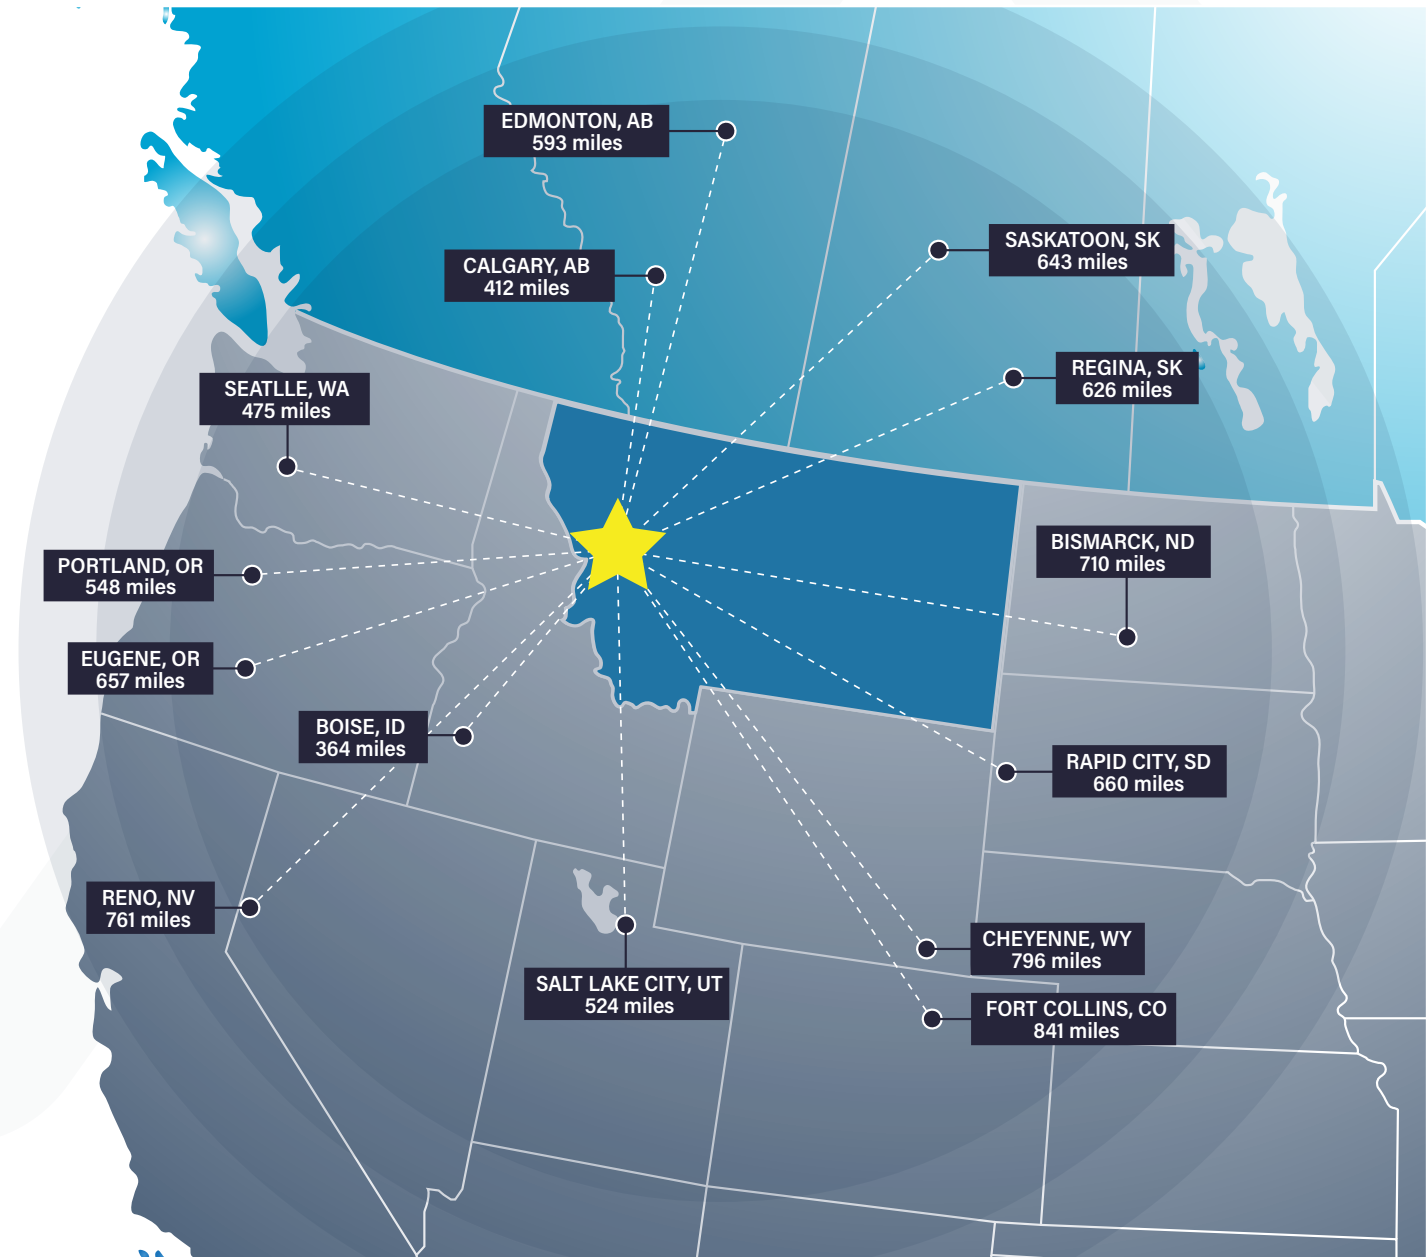 EDMONTON, AB
593 miles
SASKATOON, SK
643 miles
CALGARY, AB
412 miles
REGINA, SK
626 miles
SEATLLE, WA
475 miles
BISMARCK, ND
710 miles
PORTLAND, OR
548 miles
EUGENE, OR
657 miles
BOISE, ID
364 miles
RAPID CITY, SD
660 miles
RENO, NV
761 miles
CHEYENNE, WY
796 miles
SALT LAKE CITY, UT
524 miles
FORT COLLINS, CO
841 miles